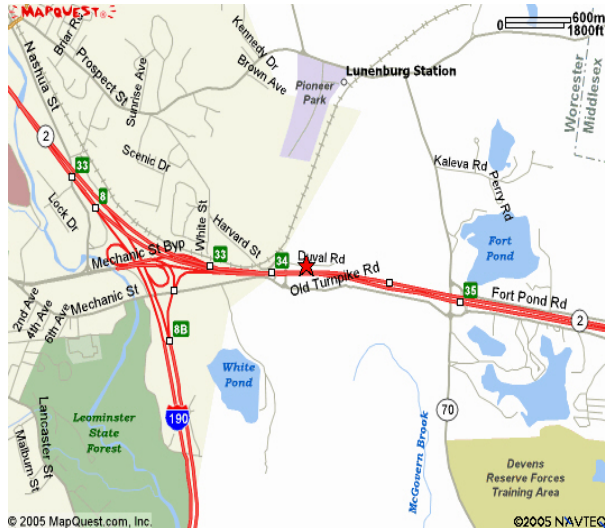 MAPQUEST®
600m
0 1800ft
Nashua St
Briar Rd
Prospect St
Sunrise Ave
Kennedy Dr
Brown Ave
Pioneer
Park
Lunenburg Station
Worcester
Middlesex
2
33
8
Scenic Dr
Lock Dr
White St
Harvard St
Kaleva Rd
Perry Rd
Fort
Pond
Mechanic St Byp
33
34
Duval Rd
Old Turnpike Rd
35
Fort Pond Rd
2
2nd Ave
4th Ave
6th Ave
Mechanic St
8B
White
Pond
190
Leominster
State
Forest
Lancaster St
Malburn St
McGovern Brook
70
Devens
Reserve Forces
Training Area
© 2005 MapQuest.com, Inc.
©2005 NAVTEQ